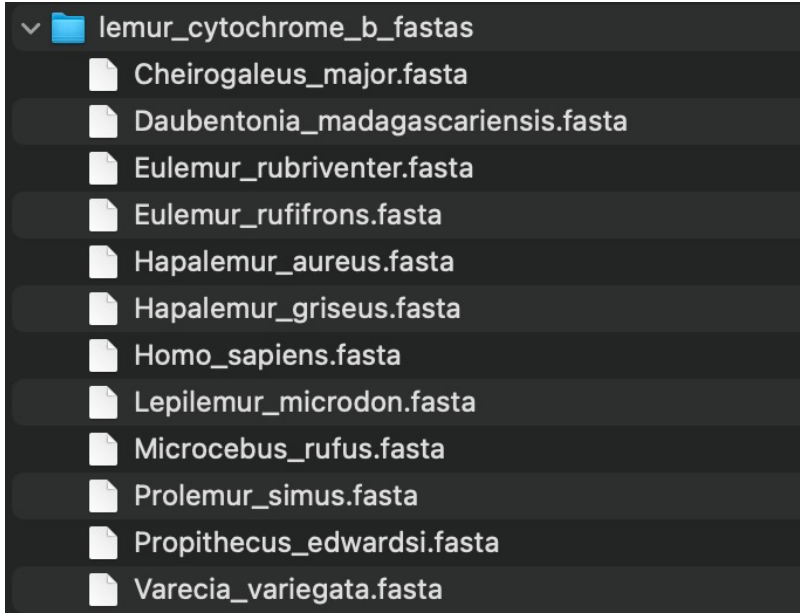 lemur_cytochrome_b_fastas
Cheirogaleus_major.fasta
Daubentonia_madagascariensis.fasta
Eulemur_rubriventer.fasta
Eulemur_rufifrons.fasta
Hapalemur_aureus.fasta
Hapalemur_griseus.fasta
Homo_sapiens.fasta
Lepilemur_microdon.fasta
Microcebus_rufus.fasta
Prolemur_simus.fasta
Propithecus_edwardsi.fasta
Varecia_variegata.fasta